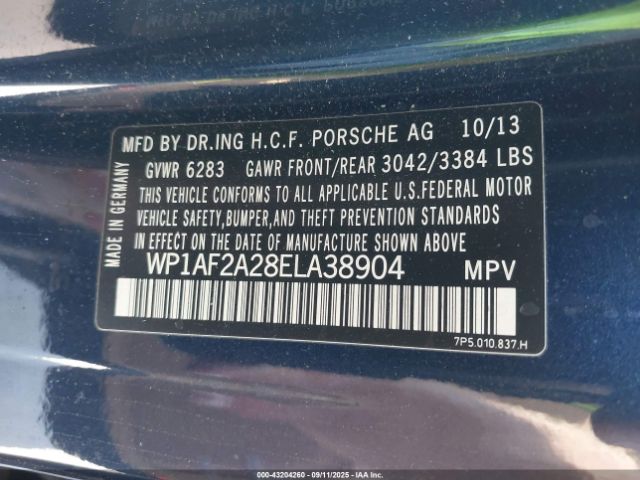 MFD BY DR.ING H.C.F. PORSCHE AG 10/13
GVWR 6283 GAWR FRONT/REAR 3042/3384 LBS
THIS VEHICLE CONFORMS TO ALL APPLICABLE U.S.FEDERAL MOTOR
VEHICLE SAFETY,BUMPER,AND THEFT PREVENTION STANDARDS
IN EFFECT ON THE DATE OF MANUFACTURE SHOWN ABOVE
WP1AF2A28ELA38904 MPV
7P5.010.837.H
MADE IN GERMANY
000-43204260 - 09/11/2025 - IAAC